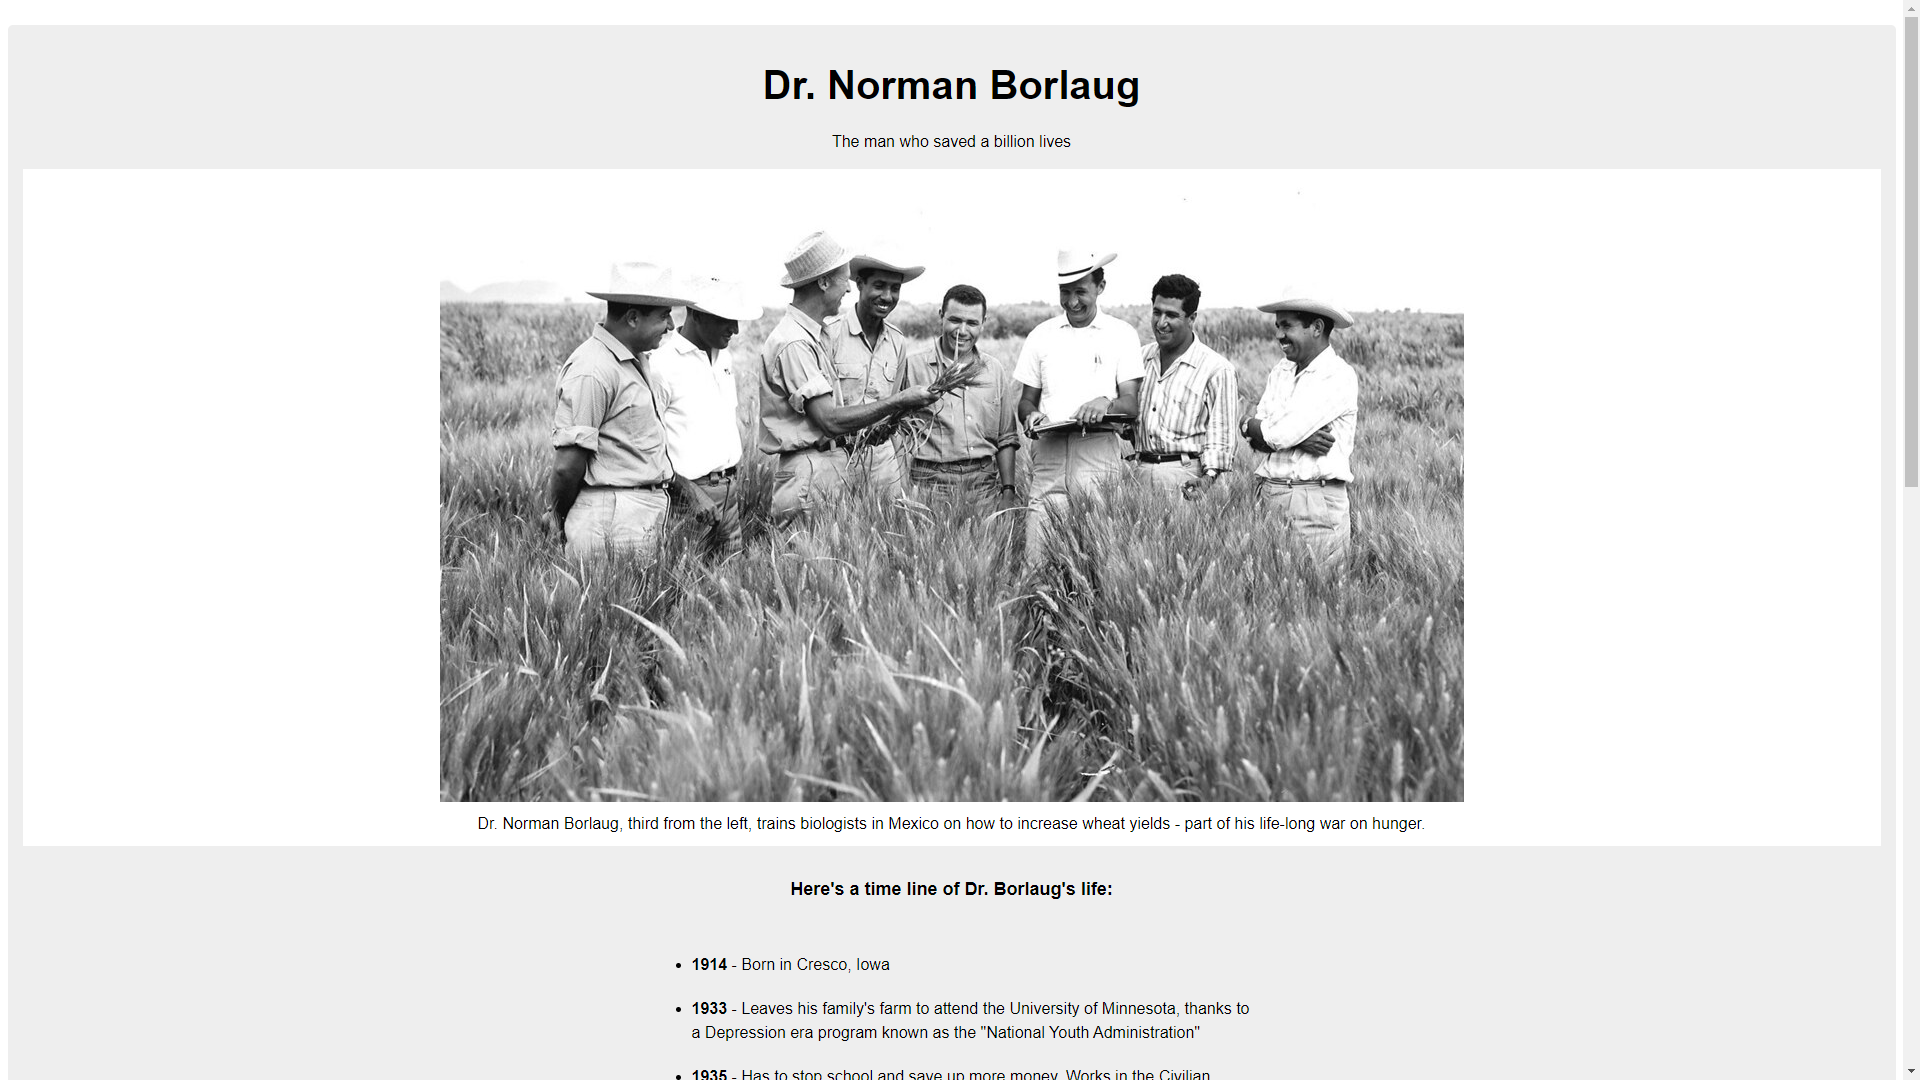 Dr. Norman Borlaug
The man who saved a billion lives
Dr. Norman Borlaug, third from the left, trains biologists in Mexico on how to increase wheat yields - part of his life-long war on hunger.
Here's a time line of Dr. Borlaug's life:
1914 - Born in Cresco, Iowa
1933 - Leaves his family's farm to attend the University of Minnesota, thanks to
a Depression era program known as the "National Youth Administration"
1935 - Has to stop school and save up more money. Works in the Civilian